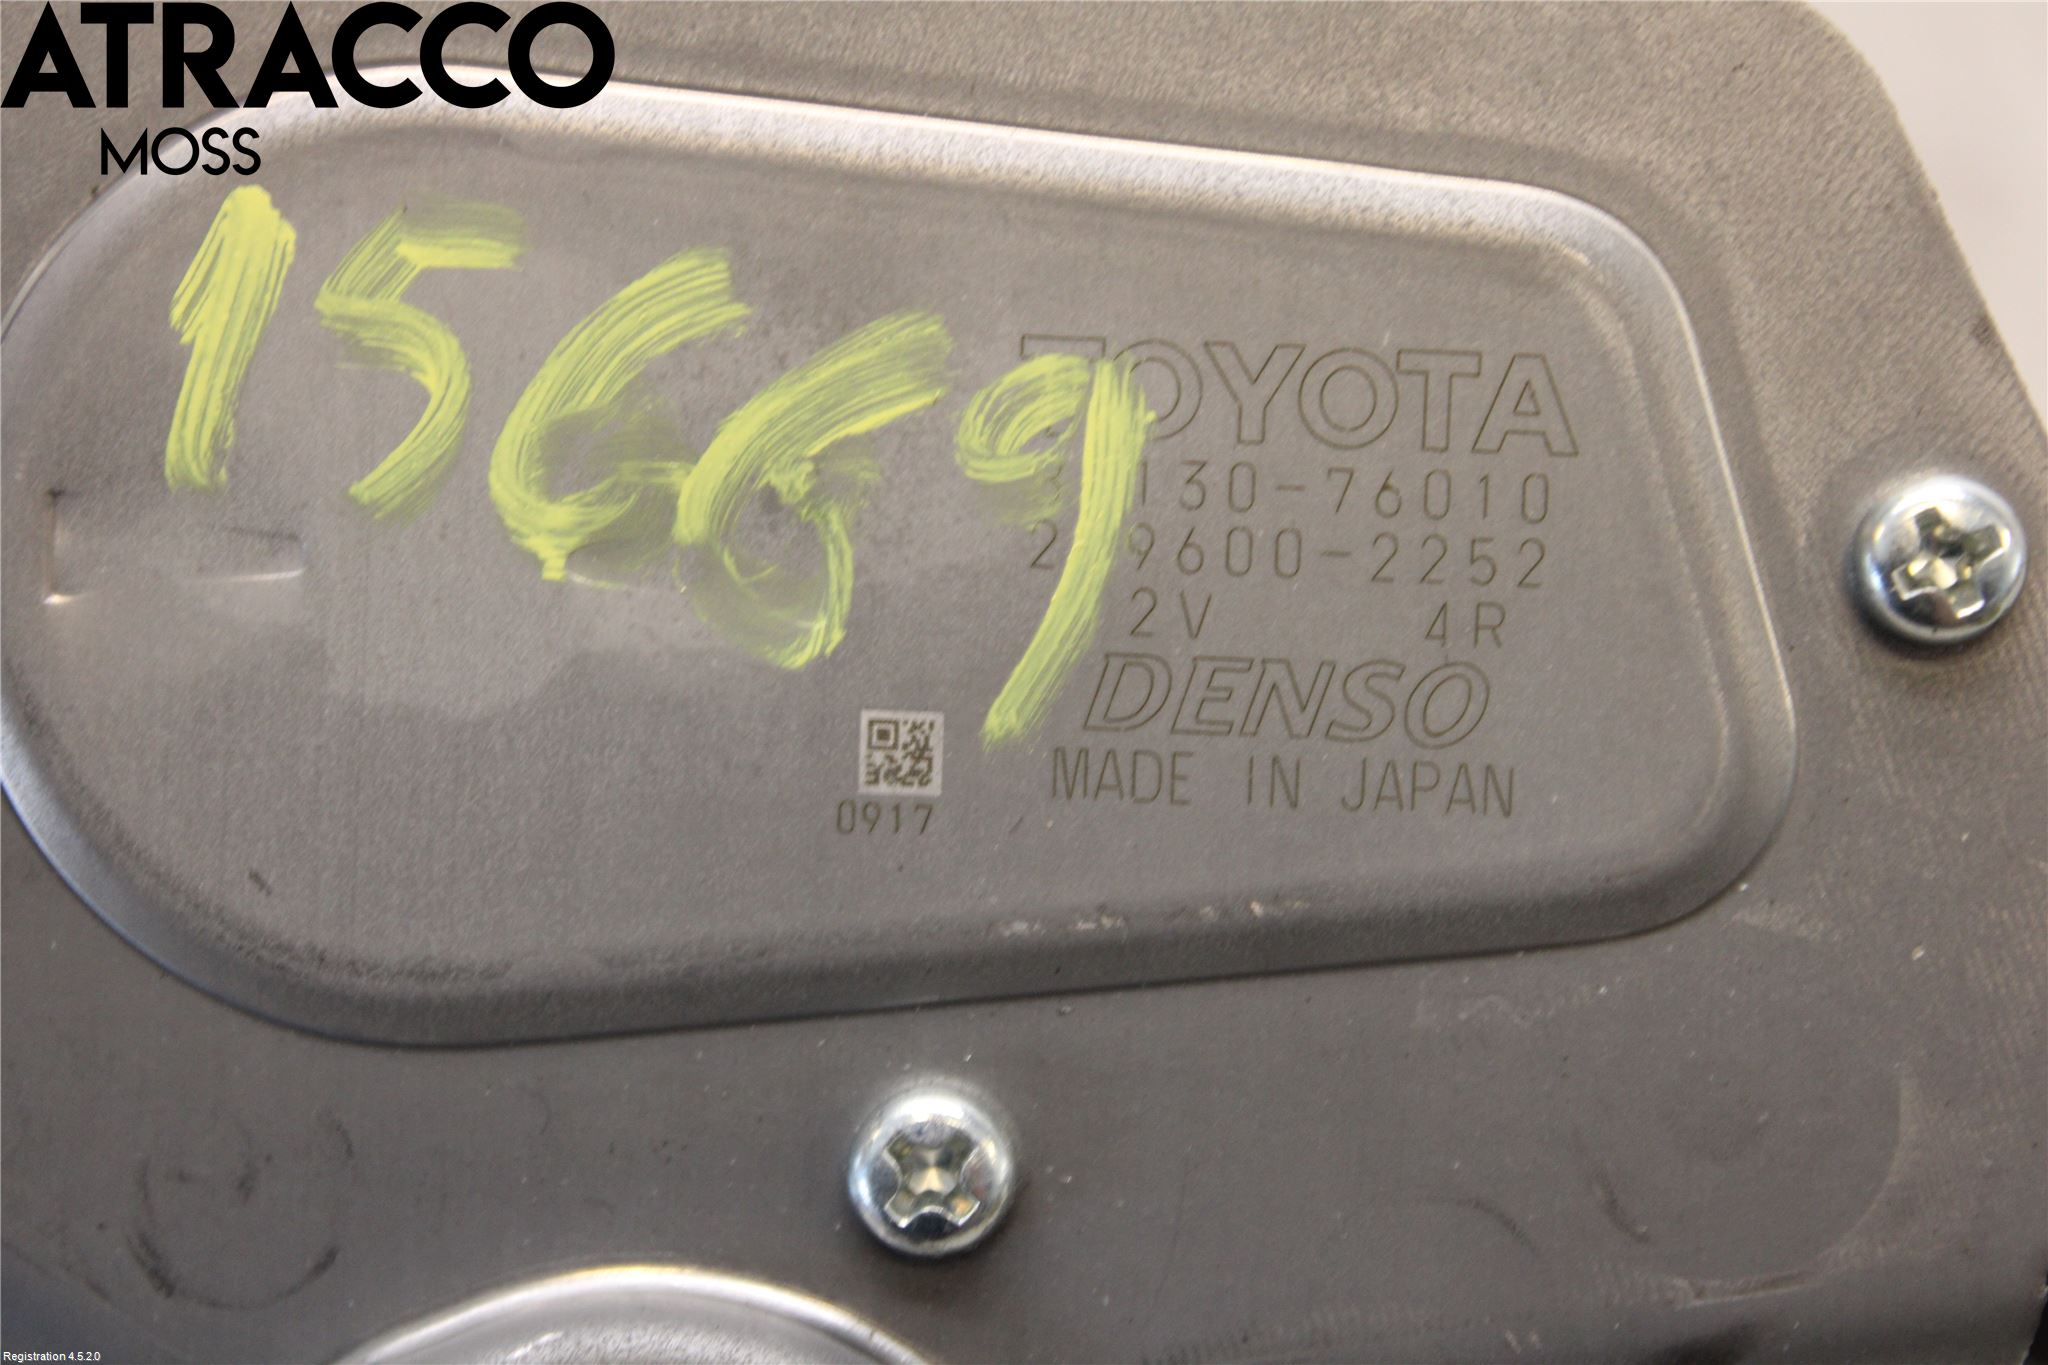 ATRACCO
MOSS
15669
TOYOTA
130-76010
9600-2252
2V 4R
DENSO
MADE IN JAPAN
0917
Registration 4.5.2.0